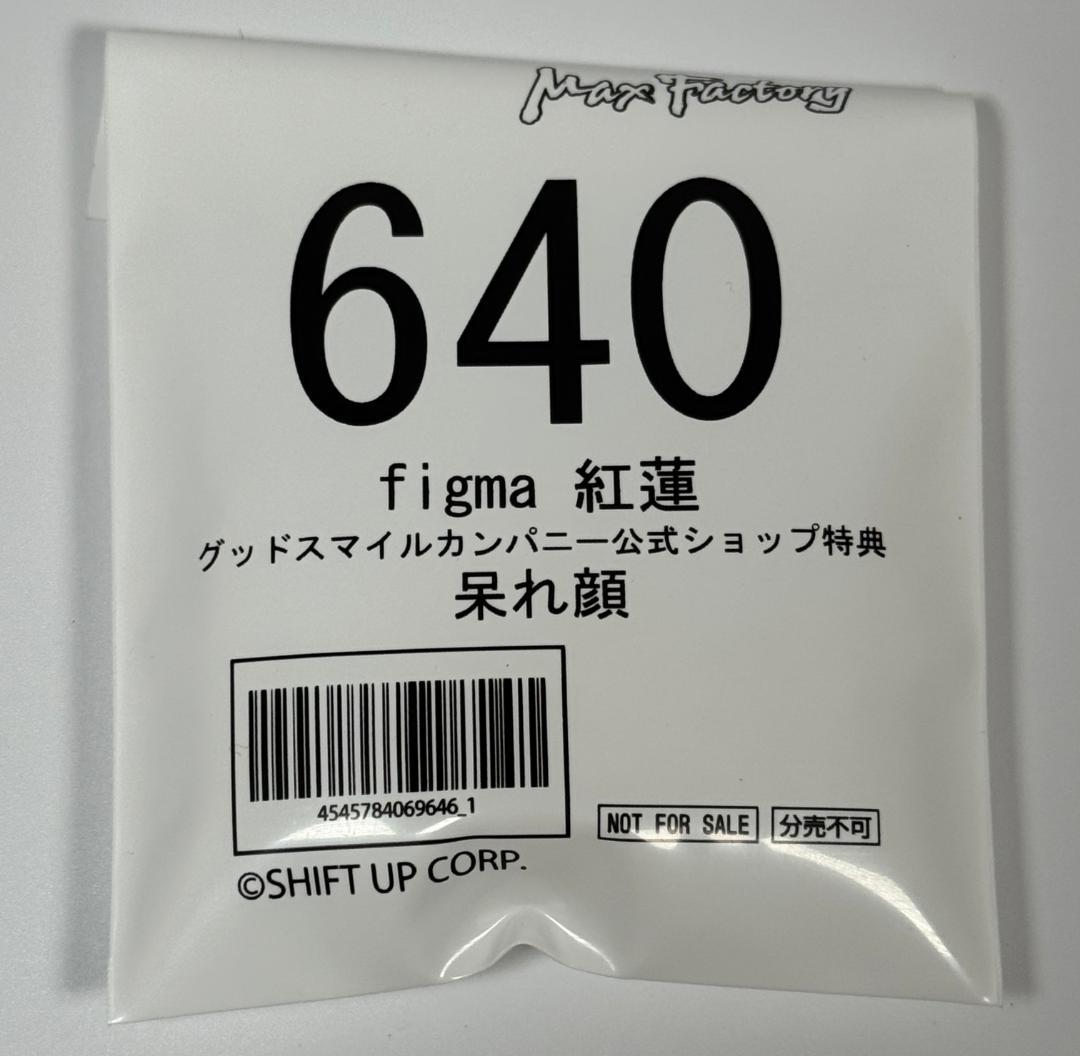 Max Factory
640
figma 紅蓮
グッドスマイルカンパニー公式ショップ特典
呆れ顔
4545784069646_1
NOT FOR SALE 分売不可
©SHIFT UP CORP.